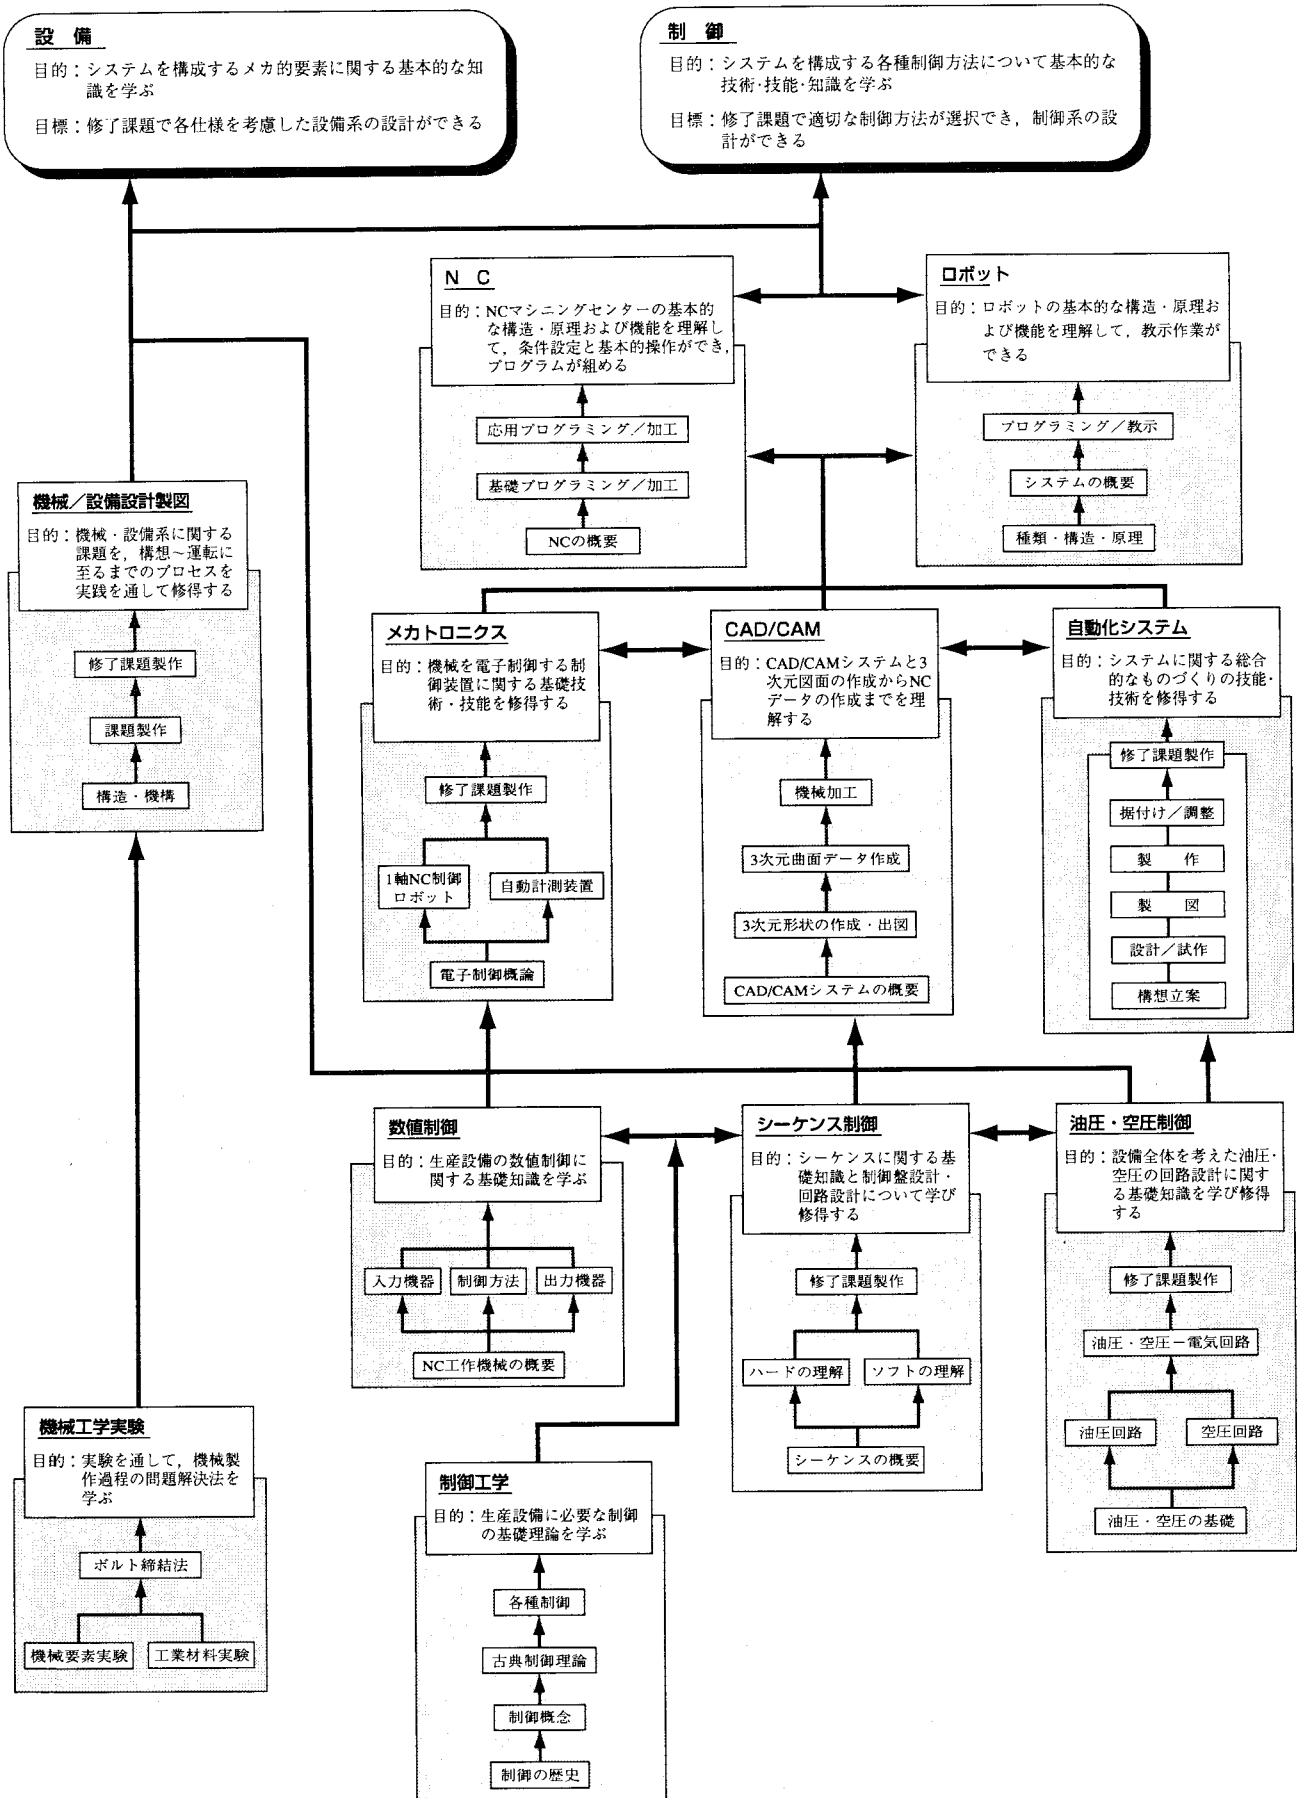 設　備
目的：システムを構成するメカ的要素に関する基本的な知
識を学ぶ
目標：修了課題で各仕様を考慮した設備系の設計ができる
制　御
目的：システムを構成する各種制御方法について基本的な
技術・技能・知識を学ぶ
目標：修了課題で適切な制御方法が選択でき，制御系の設
計ができる
N　C
目的：NCマシニングセンターの基本的
な構造・原理および機能を理解し
て，条件設定と基本的操作ができ，
プログラムが組める
応用プログラミング／加工
基礎プログラミング／加工
NCの概要
ロボット
目的：ロボットの基本的な構造・原理お
よび機能を理解して，教示作業が
できる
プログラミング／教示
システムの概要
種類・構造・原理
機械／設備設計製図
目的：機械・設備系に関する
課題を，構想～運転に
至るまでのプロセスを
実践を通して修得する
修了課題製作
課題製作
構造・機構
メカトロニクス
目的：機械を電子制御する制
御装置に関する基礎技
術・技能を修得する
修了課題製作
1軸NC制御
ロボット
自動計測装置
電子制御概論
CAD/CAM
目的：CAD/CAMシステムと3
次元図面の作成からNC
データの作成までを理
解する
機械加工
3次元曲面データ作成
3次元形状の作成・出図
CAD/CAMシステムの概要
自動化システム
目的：システムに関する総合
的なものづくりの技能・
技術を修得する
修了課題製作
据付け／調整
製　作
製　図
設計／試作
構想立案
数値制御
目的：生産設備の数値制御に
関する基礎知識を学ぶ
入力機器
制御方法
出力機器
NC工作機械の概要
シーケンス制御
目的：シーケンスに関する基
礎知識と制御盤設計・
回路設計について学び
修得する
修了課題製作
ハードの理解
ソフトの理解
シーケンスの概要
油圧・空圧制御
目的：設備全体を考えた油圧・
空圧の回路設計に関す
る基礎知識を学び修得
する
修了課題製作
油圧・空圧－電気回路
油圧回路
空圧回路
油圧・空圧の基礎
機械工学実験
目的：実験を通して，機械製
作過程の問題解決法を
学ぶ
ボルト締結法
機械要素実験
工業材料実験
制御工学
目的：生産設備に必要な制御
の基礎理論を学ぶ
各種制御
古典制御理論
制御概念
制御の歴史